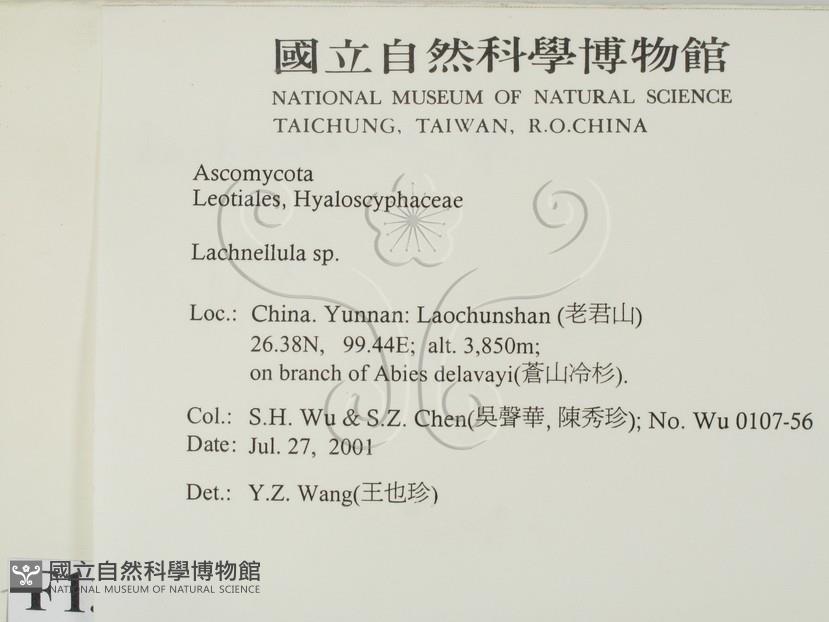 國立自然科學博物館
NATIONAL MUSEUM OF NATURAL SCIENCE
TAICHUNG, TAIWAN, R.O.CHINA
Ascomycota
Leotiales, Hyaloscyphaceae
Lachnellula sp.
Loc.: China. Yunnan: Laochunshan (老君山)
26.38N, 99.44E; alt. 3,850m;
on branch of Abies delavayi(蒼山冷杉).
Col.: S.H. Wu & S.Z. Chen(吳聲華, 陳秀珍); No. Wu 0107-56
Date: Jul. 27, 2001
Det.: Y.Z. Wang(王也珍)
國立自然科學博物館
NATIONAL MUSEUM OF NATURAL SCIENCE